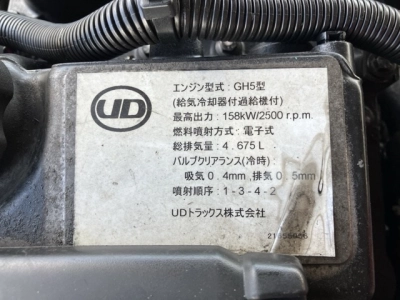 UD
エンジン型式：GH5型
(給気冷却器付過給機付)
最高出力：158kW/2500 r.p.m.
燃料噴射方式：電子式
総排気量：4.675L
バルブクリアランス(冷時)：
吸気0.4mm,排気0.5mm
噴射順序：1-3-4-2
UDトラックス株式会社